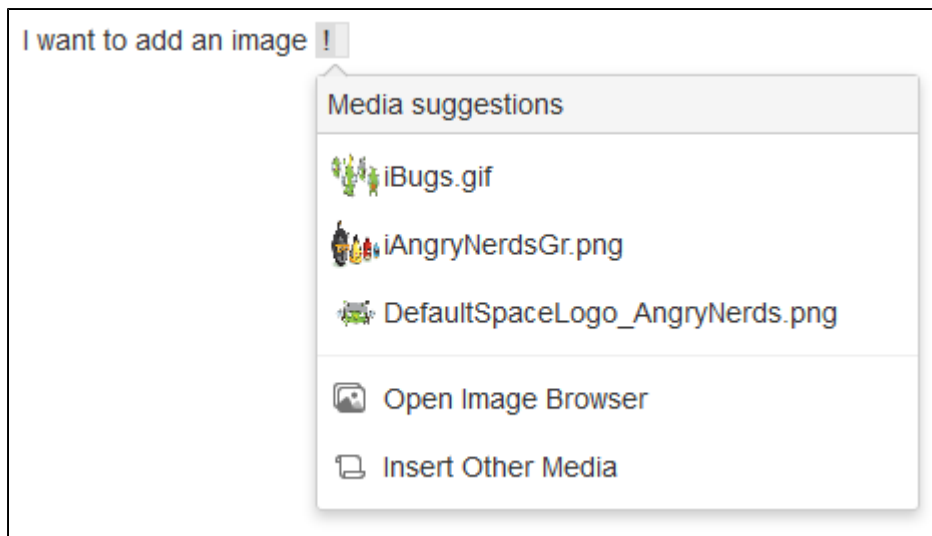 I want to add an image !
Media suggestions
iBugs.gif
iAngryNerdsGr.png
DefaultSpaceLogo_AngryNerds.png
Open Image Browser
Insert Other Media